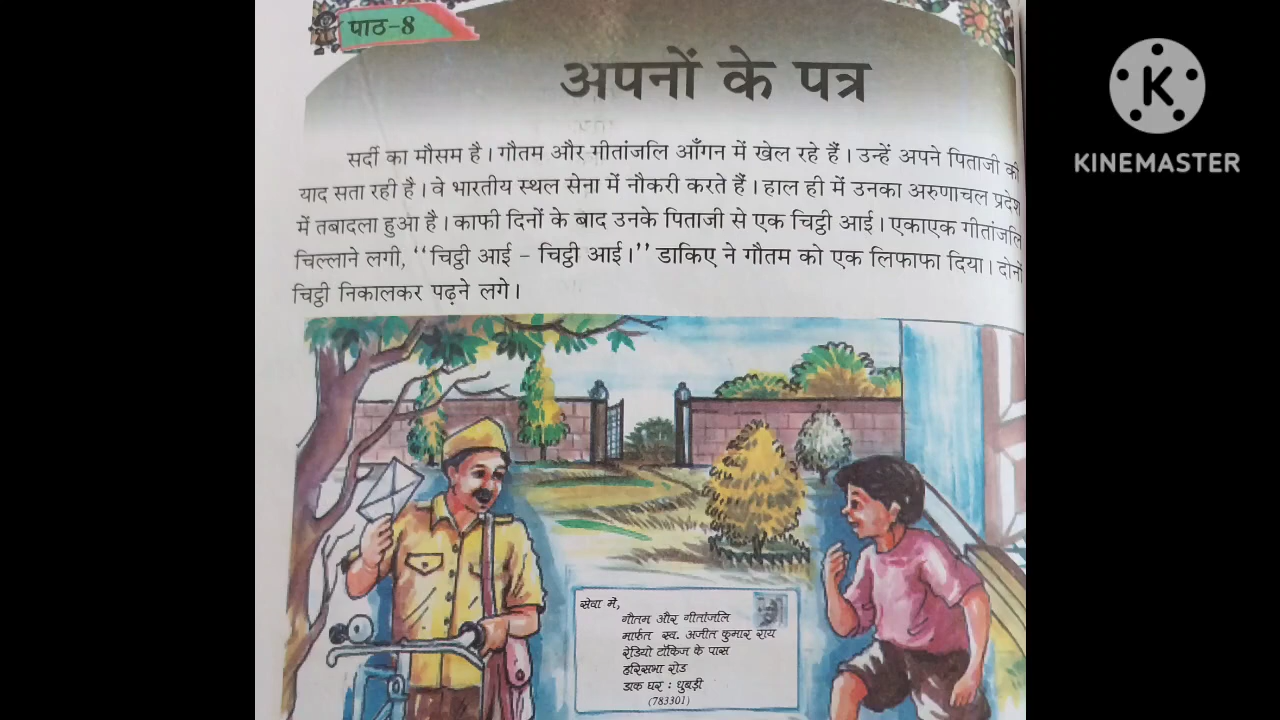 पाठ-8
अपनों के पत्र
सर्दी का मौसम है। गौतम और गीतांजलि आँगन में खेल रहे हैं। उन्हें अपने पिताजी की
याद सता रही है। वे भारतीय स्थल सेना में नौकरी करते हैं। हाल ही में उनका अरुणाचल प्रदेश
में तबादला हुआ है। काफी दिनों के बाद उनके पिताजी से एक चिट्ठी आई। एकाएक गीतांजलि
चिल्लाने लगी, ‘‘चिट्ठी आई - चिट्ठी आई।’’ डाकिए ने गौतम को एक लिफाफा दिया। दोनों
चिट्ठी निकालकर पढ़ने लगे।
सेवा में,
गौतम और गीतांजलि
मार्फत स्व. अजीत कुमार राय
रेडियो टॉकिज के पास
हरिसभा रोड
डाक घर : धुबड़ी
(783301)
K
KINEMASTER